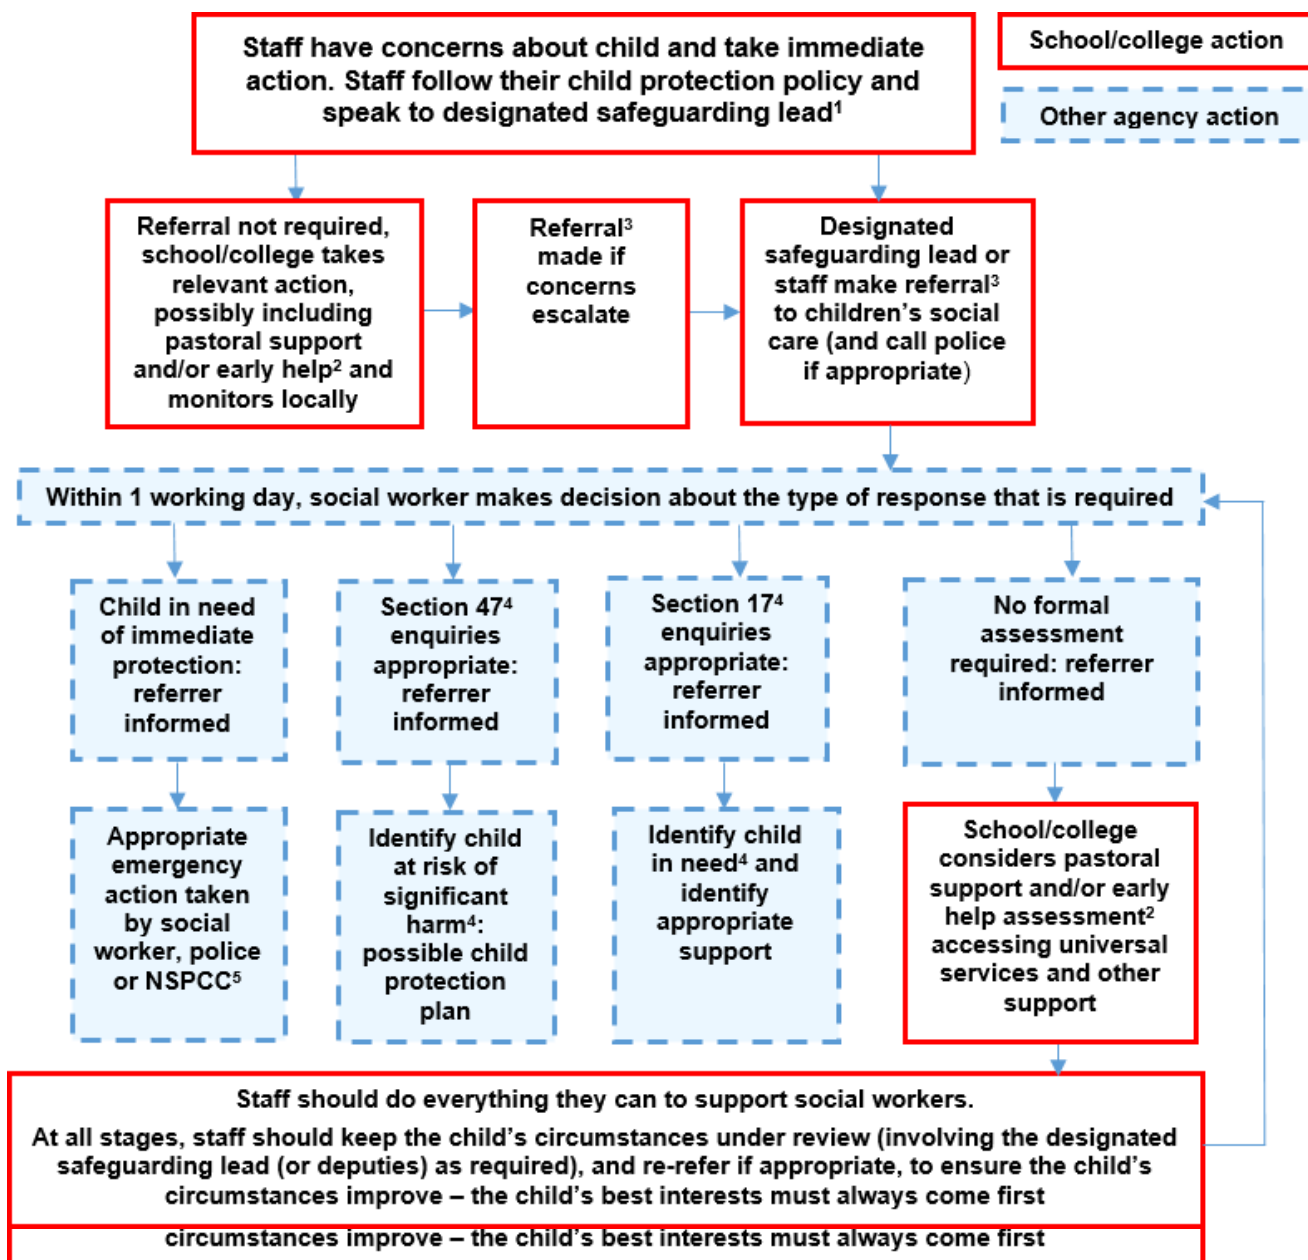 Staff have concerns about child and take immediate
action. Staff follow their child protection policy and
speak to designated safeguarding lead¹
School/college action
Other agency action
Referral not required,
school/college takes
relevant action,
possibly including
pastoral support
and/or early help² and
monitors locally
Referral³
made if
concerns
escalate
Designated
safeguarding lead or
staff make referral³
to children’s social
care (and call police
if appropriate)
Within 1 working day, social worker makes decision about the type of response that is required
Child in need
of immediate
protection:
referrer
informed
Section 47⁴
enquiries
appropriate:
referrer
informed
Section 17⁴
enquiries
appropriate:
referrer
informed
No formal
assessment
required: referrer
informed
Appropriate
emergency
action taken
by social
worker, police
or NSPCC⁵
Identify child
at risk of
significant
harm⁴:
possible child
protection
plan
Identify child
in need⁴ and
identify
appropriate
support
School/college
considers pastoral
support and/or early
help assessment²
accessing universal
services and other
support
Staff should do everything they can to support social workers.
At all stages, staff should keep the child’s circumstances under review (involving the designated
safeguarding lead (or deputies) as required), and re-refer if appropriate, to ensure the child’s
circumstances improve – the child’s best interests must always come first
circumstances improve – the child’s best interests must always come first